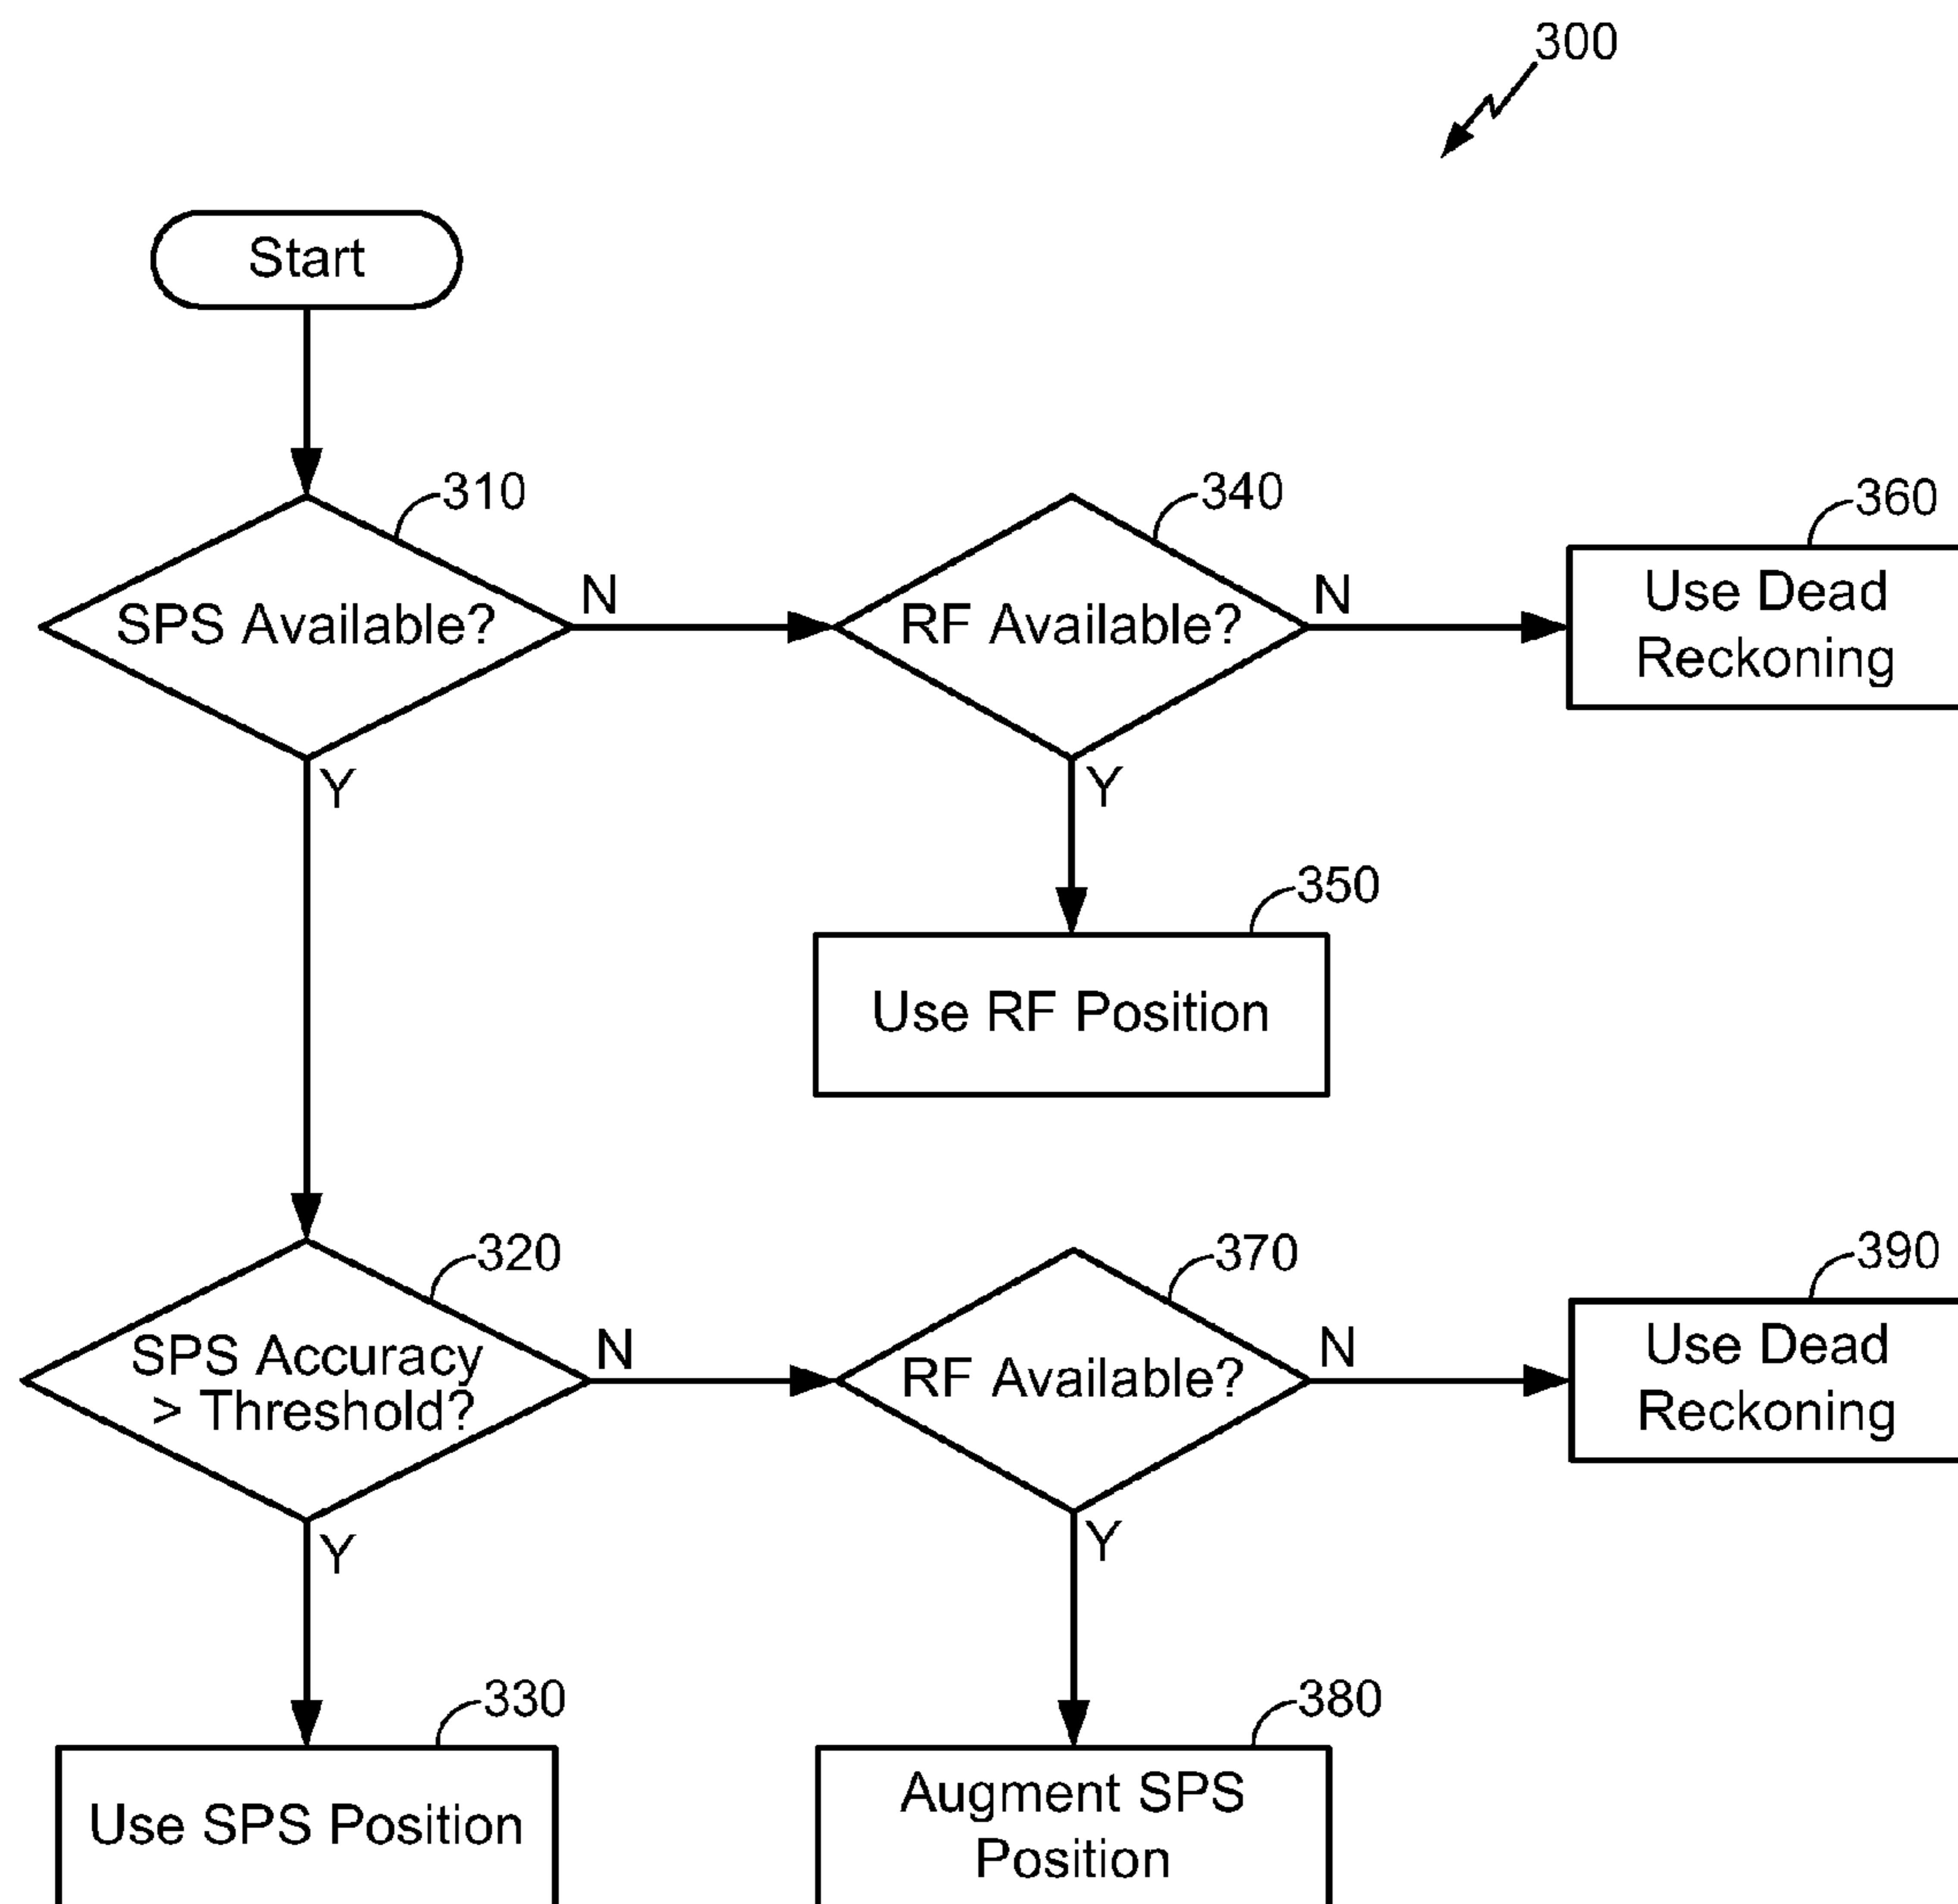 300
Start
310
SPS Available?
N
340
RF Available?
N
360
Use Dead
Reckoning
Y
Y
350
Use RF Position
320
SPS Accuracy
> Threshold?
N
370
RF Available?
N
390
Use Dead
Reckoning
Y
Y
330
Use SPS Position
380
Augment SPS
Position